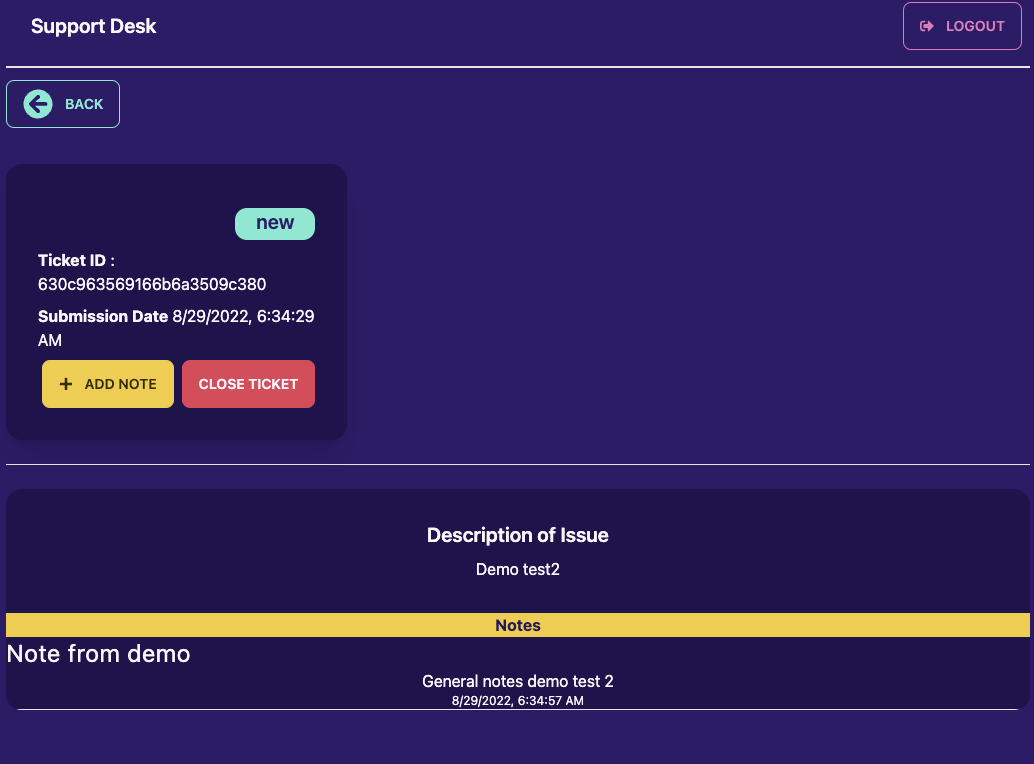 Support Desk
LOGOUT
BACK
new
Ticket ID :
630c963569166b6a3509c380
Submission Date 8/29/2022, 6:34:29
AM
+ ADD NOTE
CLOSE TICKET
Description of Issue
Demo test2
Notes
Note from demo
General notes demo test 2
8/29/2022, 6:34:57 AM